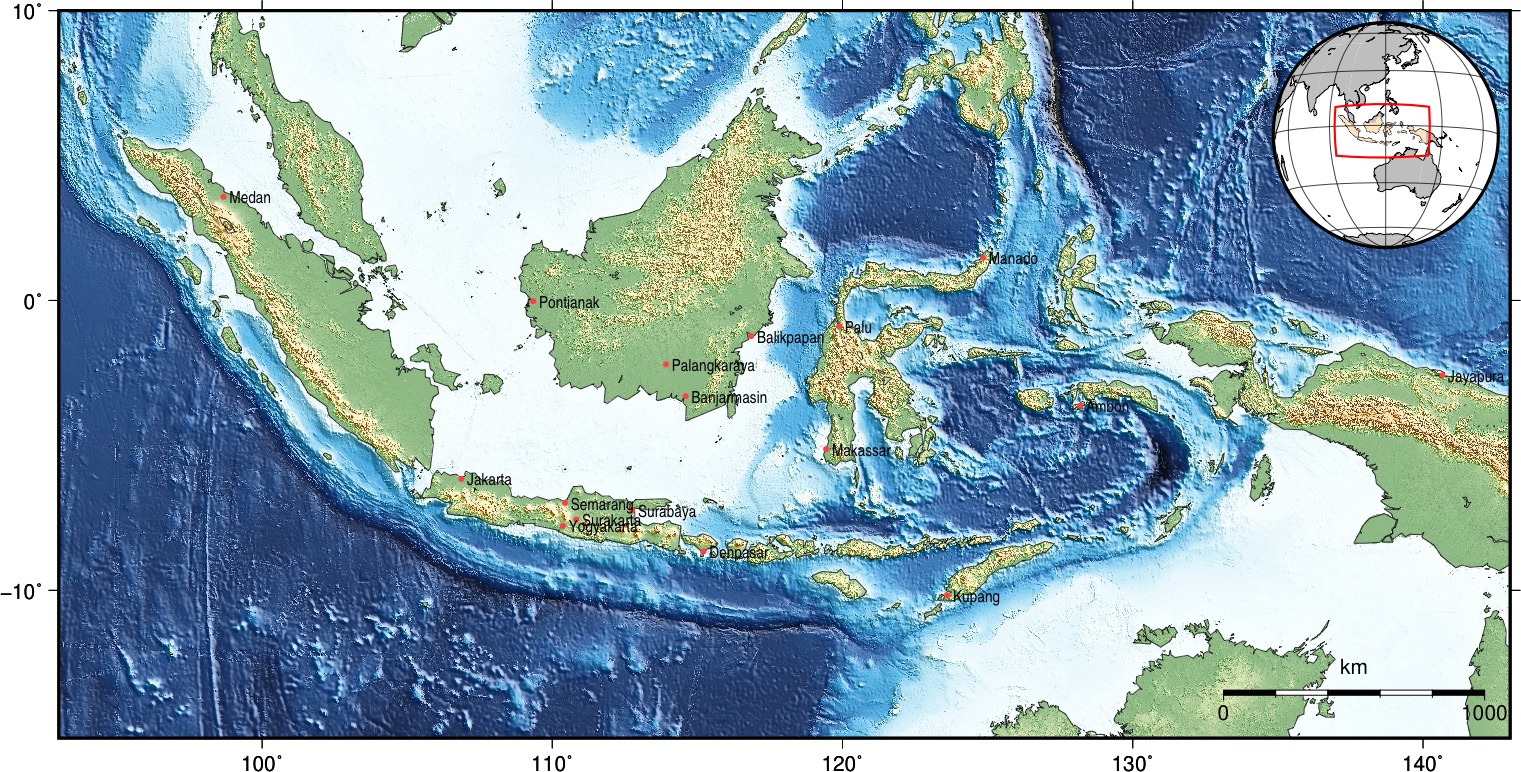 10°
Medan
Manado
0°
Pontianak
Palu
Balikpapan
Palangkaraya
Jayapura
Banjarmasin
Ambon
Makassar
Jakarta
Semarang
Surabaya
Surakarta
Yogyakarta
Denpasar
−10°
Kupang
km
0
1000
100°
110°
120°
130°
140°